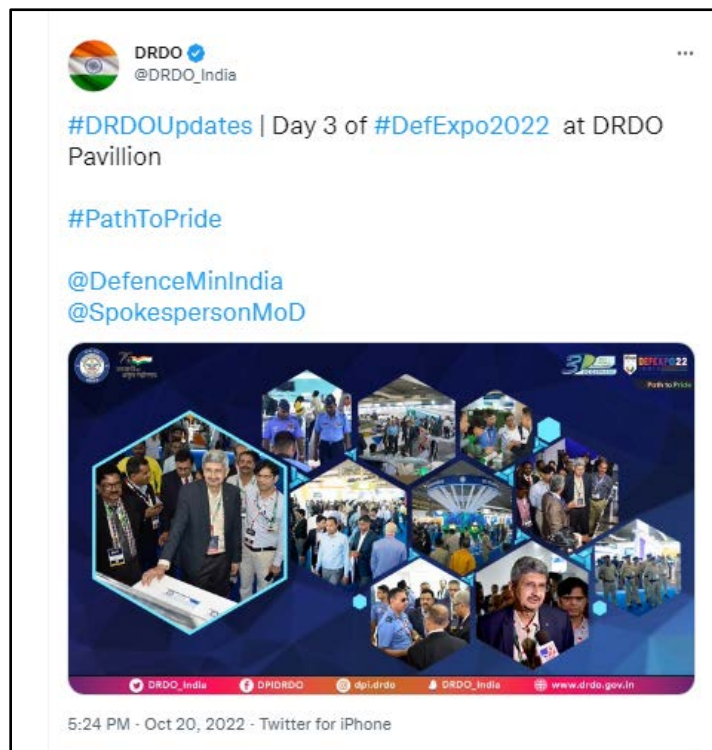 DRDO
@DRDO_India
#DRDOUpdates | Day 3 of #DefExpo2022 at DRDO
Pavillion
#PathToPride
@DefenceMinIndia
@SpokespersonMoD
DEFEXPO22
Path to Pride
DRDO_India
DPIDRDO
dpi.drdo
DRDO_India
www.drdo.gov.in
5:24 PM · Oct 20, 2022 · Twitter for iPhone